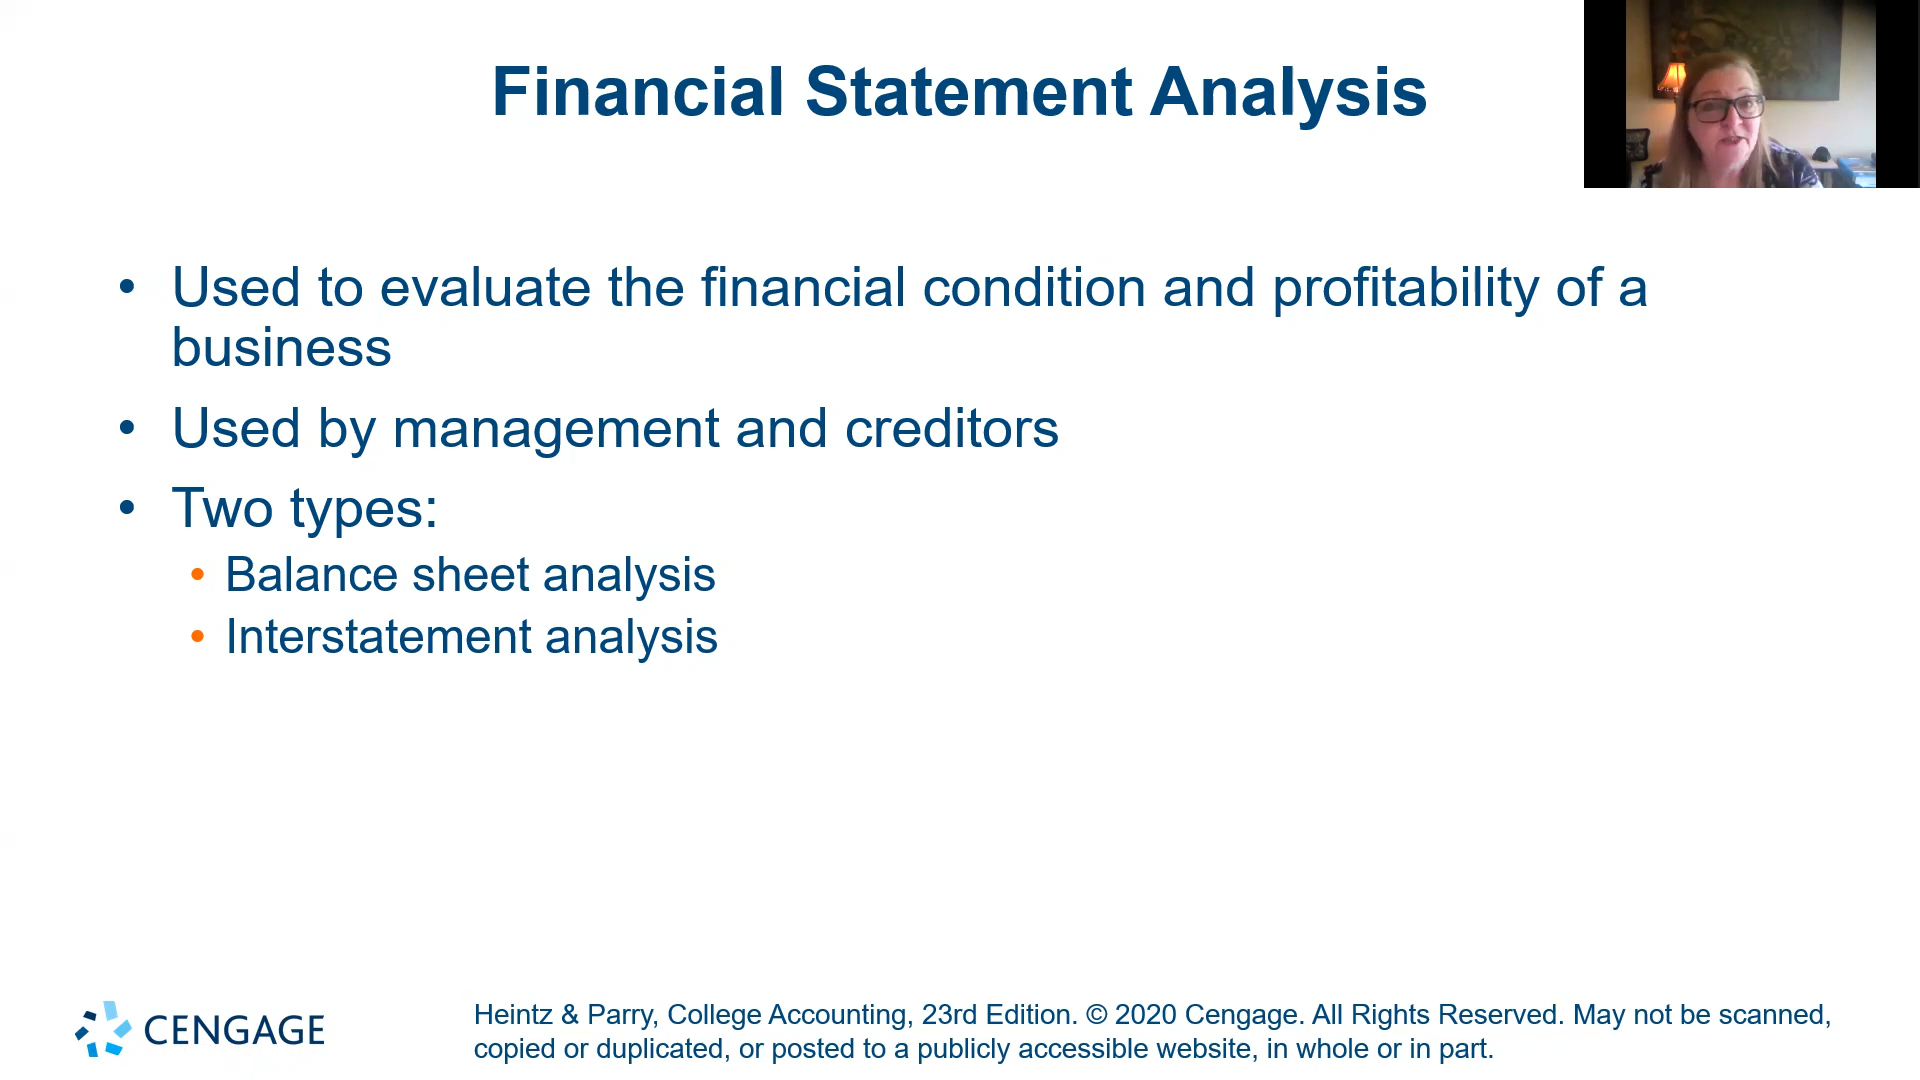 Financial Statement Analysis
• Used to evaluate the financial condition and profitability of a
business
• Used by management and creditors
• Two types:
• Balance sheet analysis
• Interstatement analysis
CENGAGE
Heintz & Parry, College Accounting, 23rd Edition. © 2020 Cengage. All Rights Reserved. May not be scanned,
copied or duplicated, or posted to a publicly accessible website, in whole or in part.